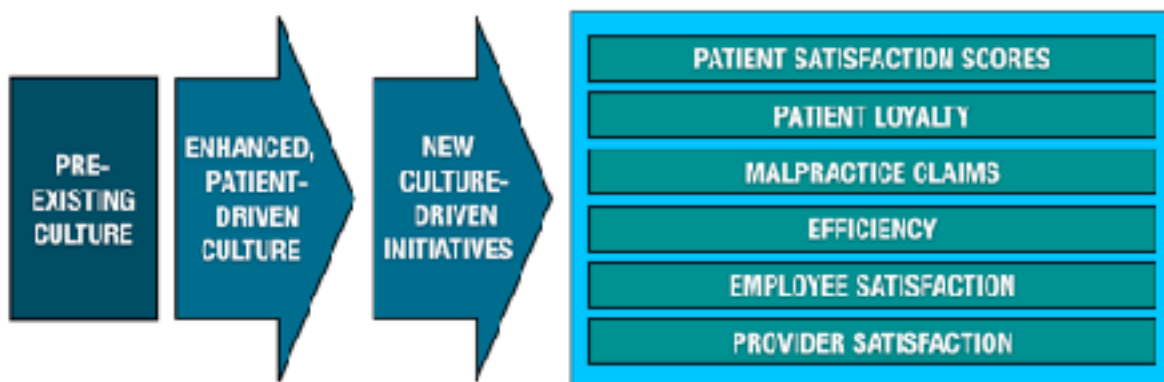 PRE-
EXISTING
CULTURE
ENHANCED,
PATIENT-
DRIVEN
CULTURE
NEW
CULTURE-
DRIVEN
INITIATIVES
PATIENT SATISFACTION SCORES
PATIENT LOYALTY
MALPRACTICE CLAIMS
EFFICIENCY
EMPLOYEE SATISFACTION
PROVIDER SATISFACTION